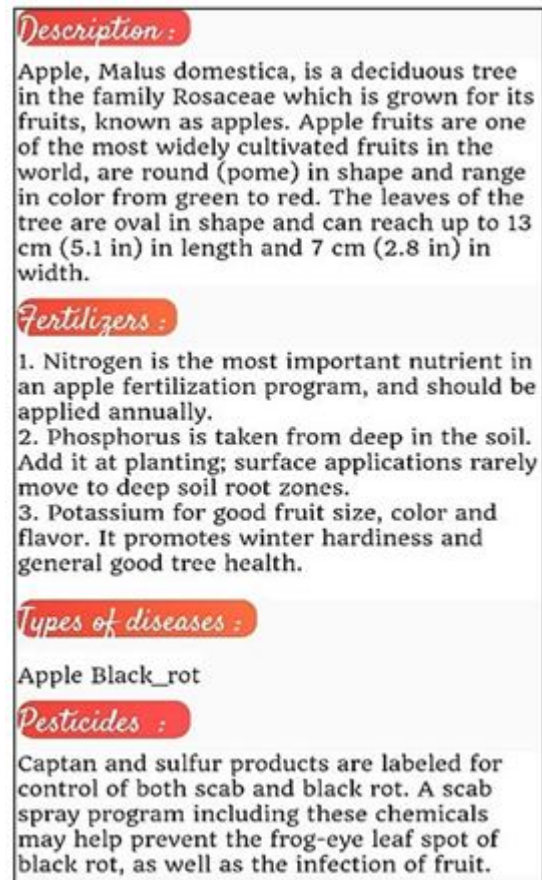 Description :
Apple, Malus domestica, is a deciduous tree
in the family Rosaceae which is grown for its
fruits, known as apples. Apple fruits are one
of the most widely cultivated fruits in the
world, are round (pome) in shape and range
in color from green to red. The leaves of the
tree are oval in shape and can reach up to 13
cm (5.1 in) in length and 7 cm (2.8 in) in
width.
Fertilizers :
1. Nitrogen is the most important nutrient in
an apple fertilization program, and should be
applied annually.
2. Phosphorus is taken from deep in the soil.
Add it at planting; surface applications rarely
move to deep soil root zones.
3. Potassium for good fruit size, color and
flavor. It promotes winter hardiness and
general good tree health.
Types of diseases :
Apple Black_rot
Pesticides :
Captan and sulfur products are labeled for
control of both scab and black rot. A scab
spray program including these chemicals
may help prevent the frog-eye leaf spot of
black rot, as well as the infection of fruit.